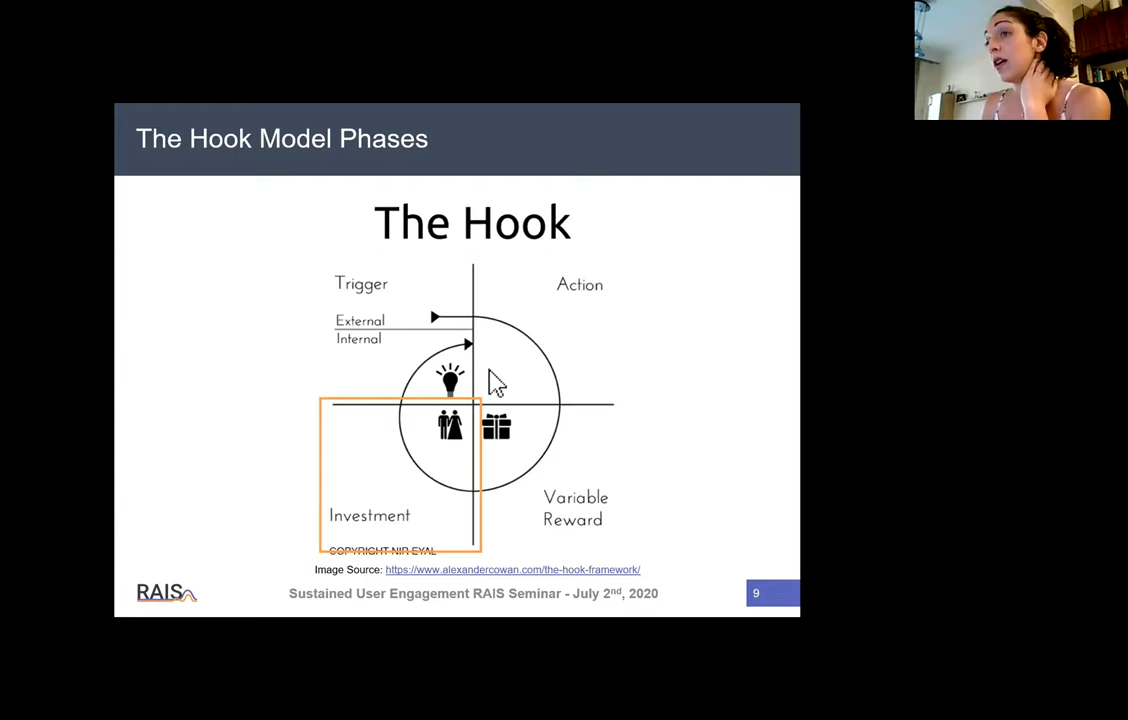 The Hook Model Phases
The Hook
Trigger
Action
External
Internal
Variable
Reward
Investment
COPYRIGHT NIR EYAL
Image Source: https://www.alexandercowan.com/the-hook-framework/
RAIS
Sustained User Engagement RAIS Seminar - July 2nd, 2020
9